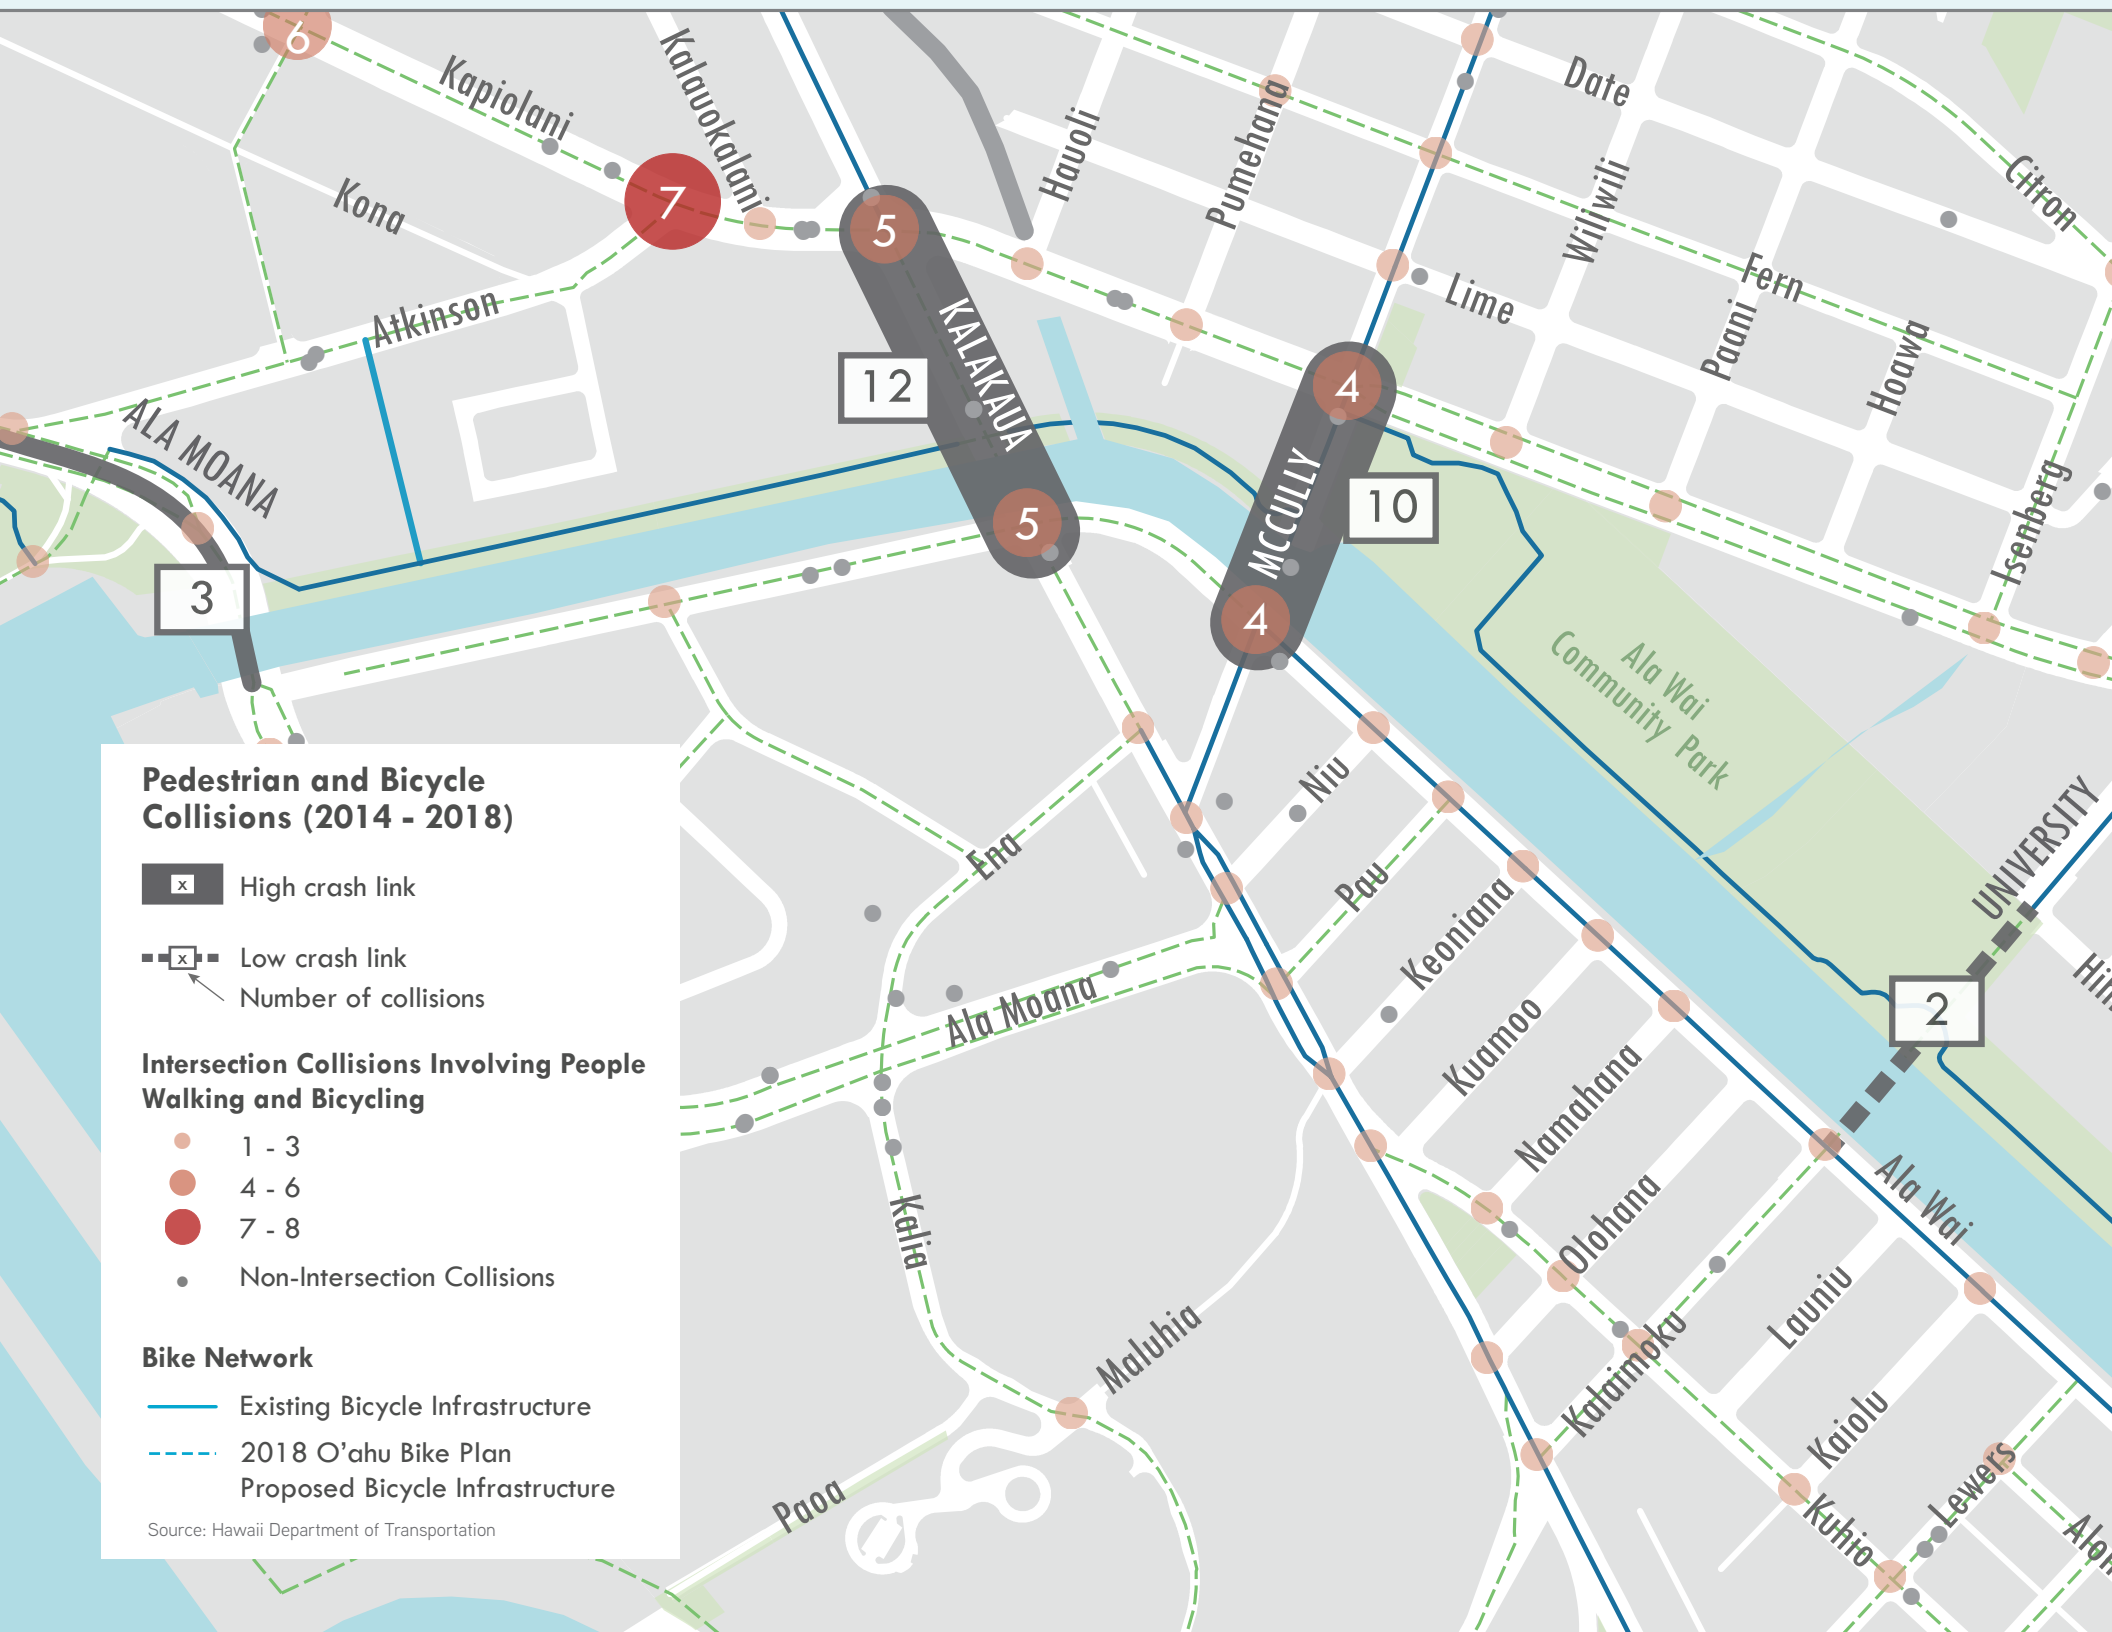 6
Kapiolani
Kalauokalani
Kona
7
5
Hauoli
Pumehana
Date
Citron
Wiliwili
Fern
Lime
Paani
Hoawa
Atkinson
KALAKAUA
12
4
ALA MOANA
MCCULLY
10
5
Isenberg
3
4
Ala Wai
Community Park
Niu
Ena
Pau
Keoniana
UNIVERSITY
2
Ala Moana
Kuamoo
Namahana
Olohana
Ala Wai
Kalia
Launiu
Maluhia
Kalaimoku
Kaiolu
Lewers
Paoa
Kuhio
Pedestrian and Bicycle
Collisions (2014 - 2018)
x
High crash link
x
Low crash link
Number of collisions
Intersection Collisions Involving People
Walking and Bicycling
1 - 3
4 - 6
7 - 8
Non-Intersection Collisions
Bike Network
Existing Bicycle Infrastructure
2018 O’ahu Bike Plan
Proposed Bicycle Infrastructure
Source: Hawaii Department of Transportation